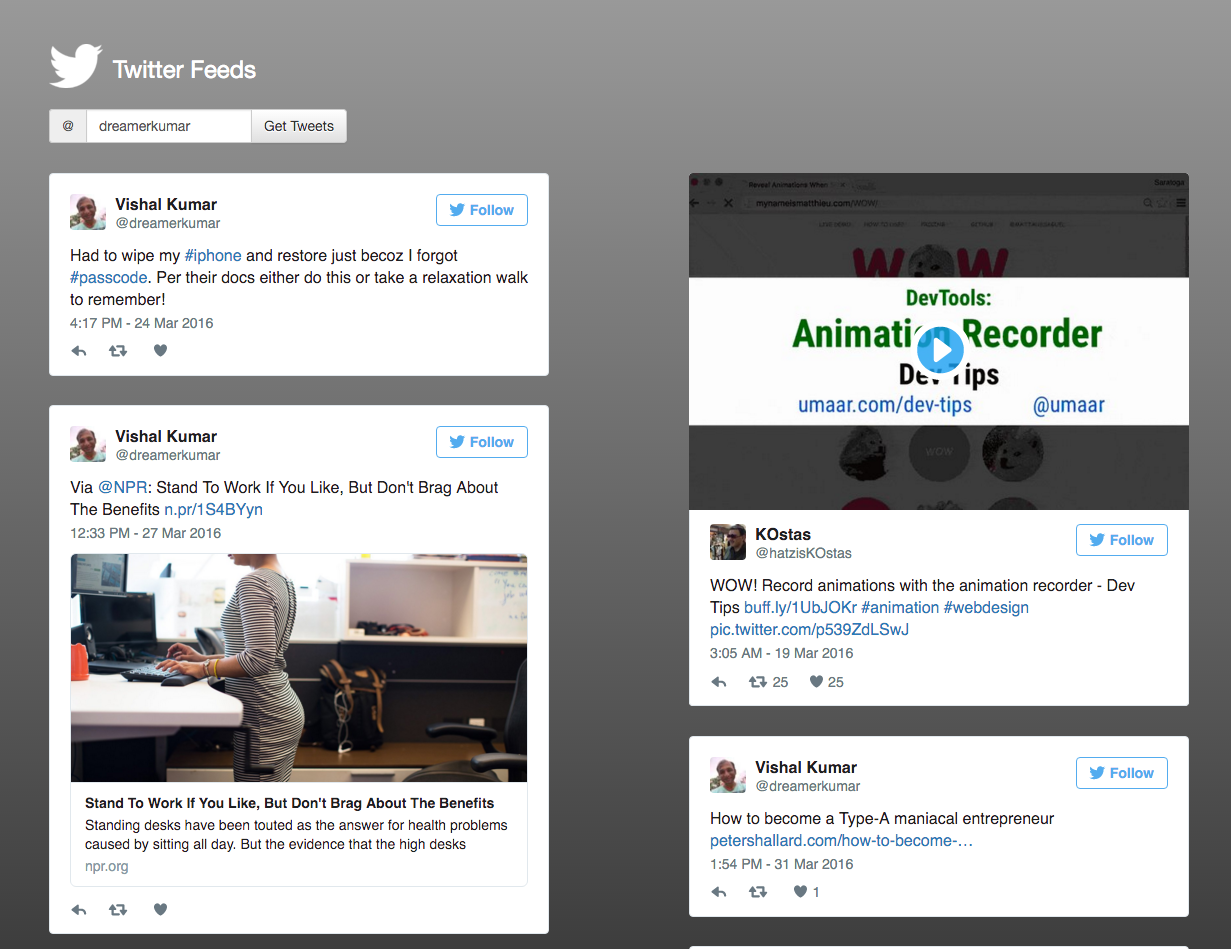 Twitter Feeds
@ dreamerkumar Get Tweets
Vishal Kumar
@dreamerkumar
Follow
Had to wipe my #iphone and restore just becoz I forgot
#passcode. Per their docs either do this or take a relaxation walk
to remember!
4:17 PM - 24 Mar 2016
Vishal Kumar
@dreamerkumar
Follow
Via @NPR: Stand To Work If You Like, But Don't Brag About
The Benefits n.pr/1S4BYyn
12:33 PM - 27 Mar 2016
Stand To Work If You Like, But Don't Brag About The Benefits
Standing desks have been touted as the answer for health problems
caused by sitting all day. But the evidence that the high desks
npr.org
Reveal Animations When
mynameismatthieu.com/WOW/
WOW
DevTools:
Animation Recorder
Dev Tips
umaar.com/dev-tips @umaar
WOW
KOstas
@hatzisKOstas
Follow
WOW! Record animations with the animation recorder - Dev
Tips buff.ly/1UbJOKr #animation #webdesign
pic.twitter.com/p539ZdLSwJ
3:05 AM - 19 Mar 2016
25 25
Vishal Kumar
@dreamerkumar
Follow
How to become a Type-A maniacal entrepreneur
petershallard.com/how-to-become-…
1:54 PM - 31 Mar 2016
1